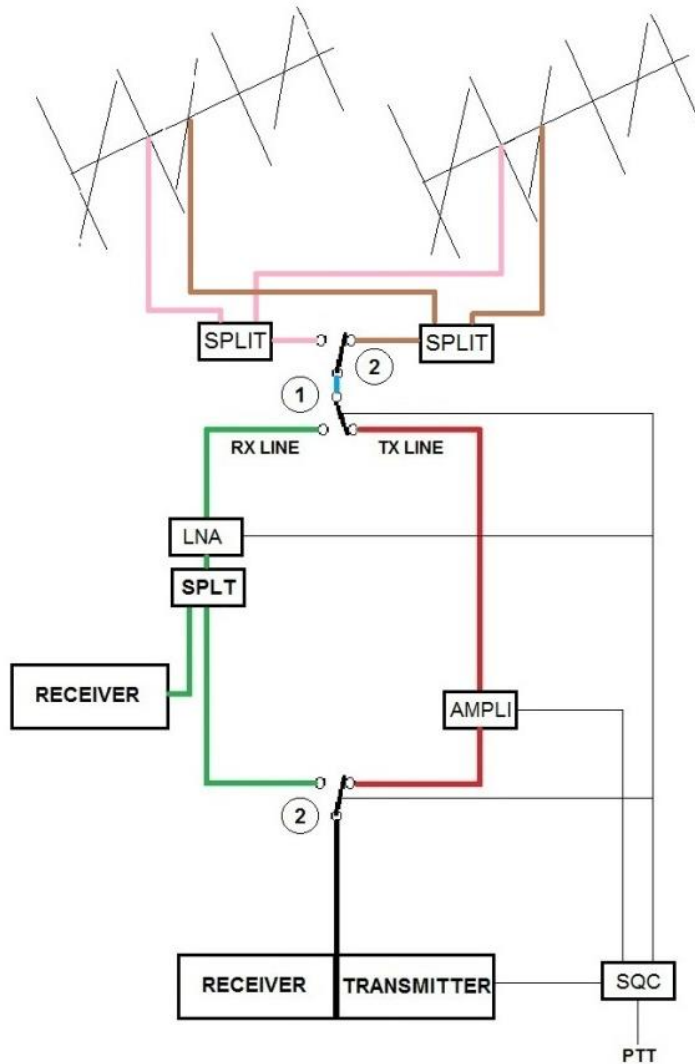 SPLIT
SPLIT
2
1
RX LINE
TX LINE
LNA
SPLT
RECEIVER
AMPLI
2
RECEIVER
TRANSMITTER
SQC
PTT